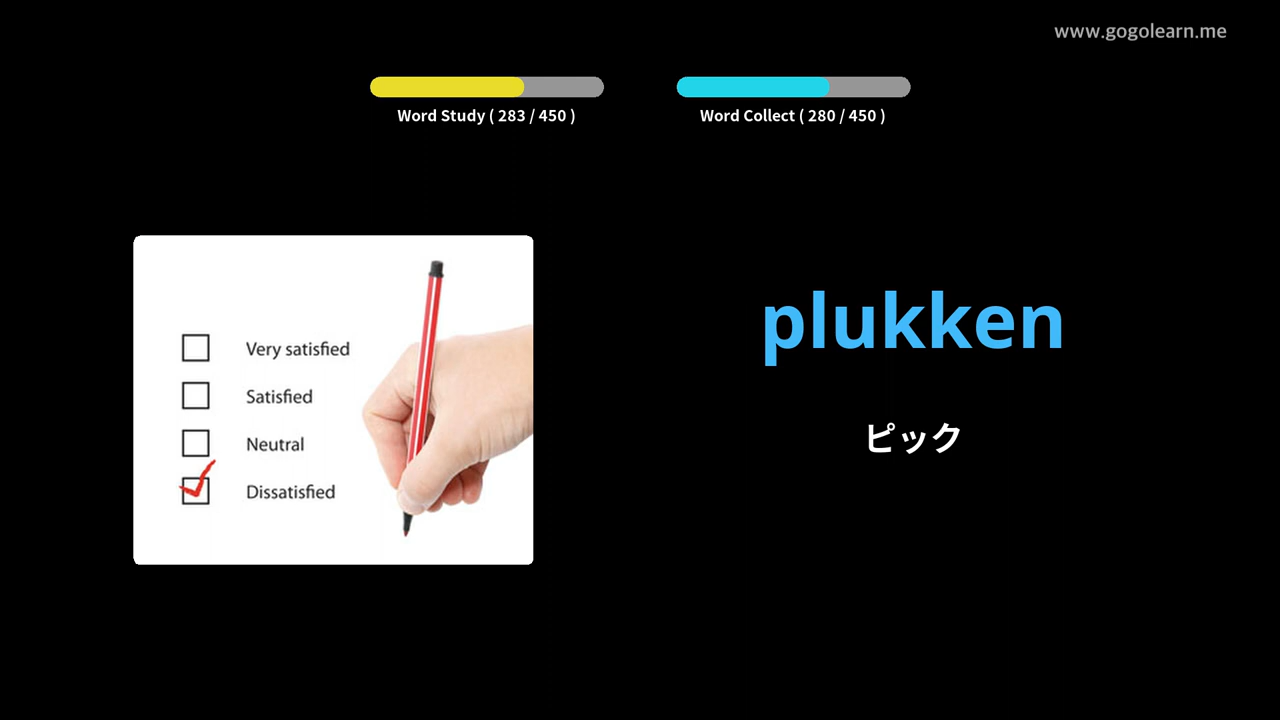 www.gogolearn.me
Word Study ( 283 / 450 )
Word Collect ( 280 / 450 )
Very satisfied
Satisfied
Neutral
Dissatisfied
plukken
ピック